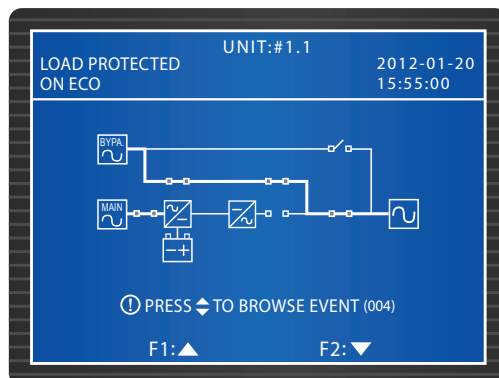 UNIT:#1.1
LOAD PROTECTED
ON ECO
2012-01-20
15:55:00
BYPA.
MAIN
PRESS TO BROWSE EVENT (004)
F1:
F2: